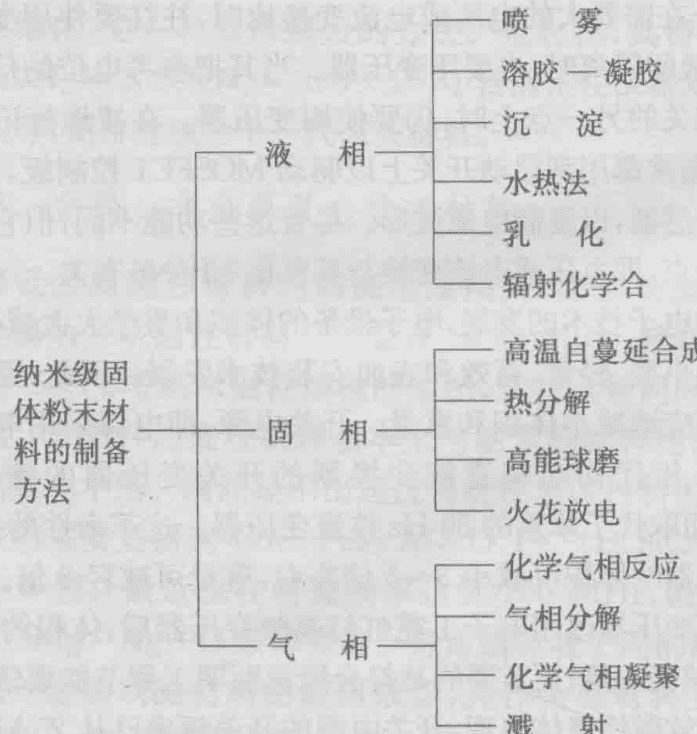 喷 雾
溶胶—凝胶
沉 淀
液 相
水热法
乳 化
辐射化学合
高温自蔓延合成
纳米级固
体粉末材
料的制备
方法
热分解
固 相
高能球磨
火花放电
化学气相反应
气相分解
气 相
化学气相凝聚
溅 射